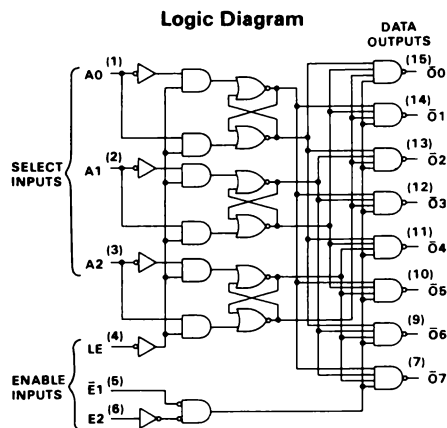 Logic Diagram
DATA
OUTPUTS
A0 (1)
(15) Ō0
(14) Ō1
SELECT
INPUTS
A1 (2)
(13) Ō2
(12) Ō3
A2 (3)
(11) Ō4
(10) Ō5
LE (4)
(9) Ō6
ENABLE
INPUTS
Ē1 (5)
(7) Ō7
E2 (6)